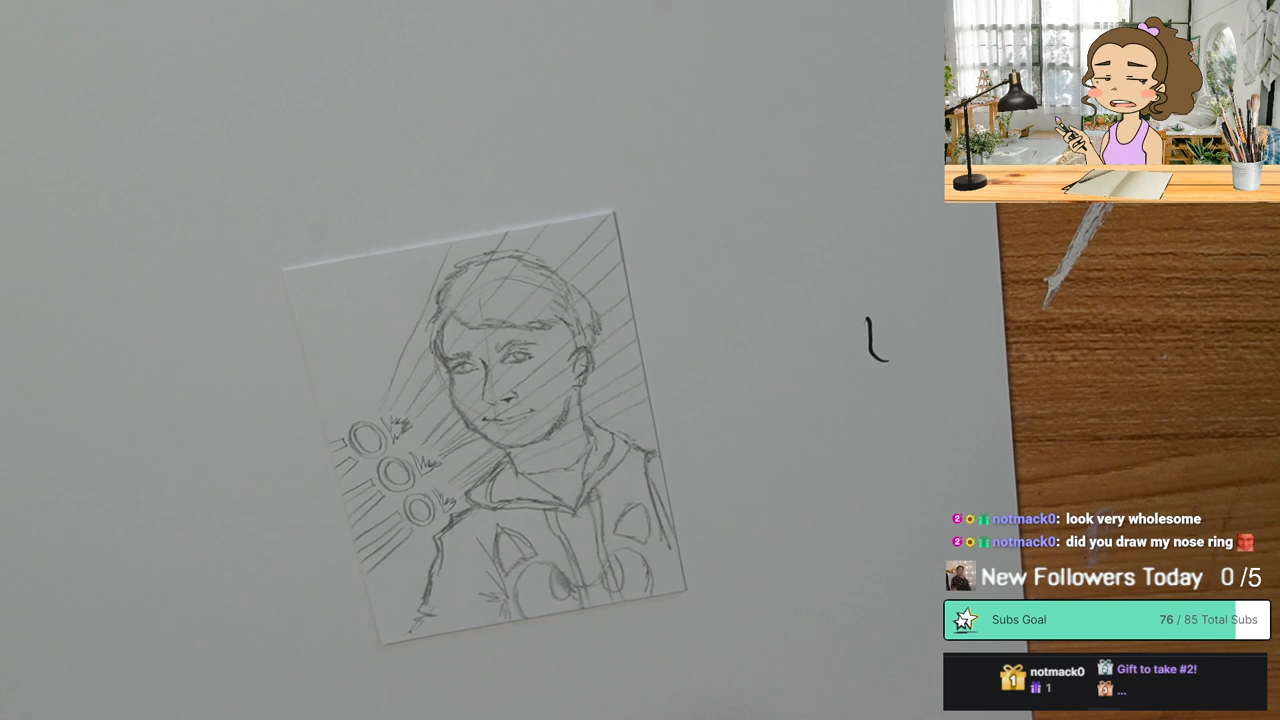 notmack0: look very wholesome
notmack0: did you draw my nose ring
New Followers Today 0 /5
Subs Goal 76 / 85 Total Subs
1 notmack0 Gift to take #2!
1 ...